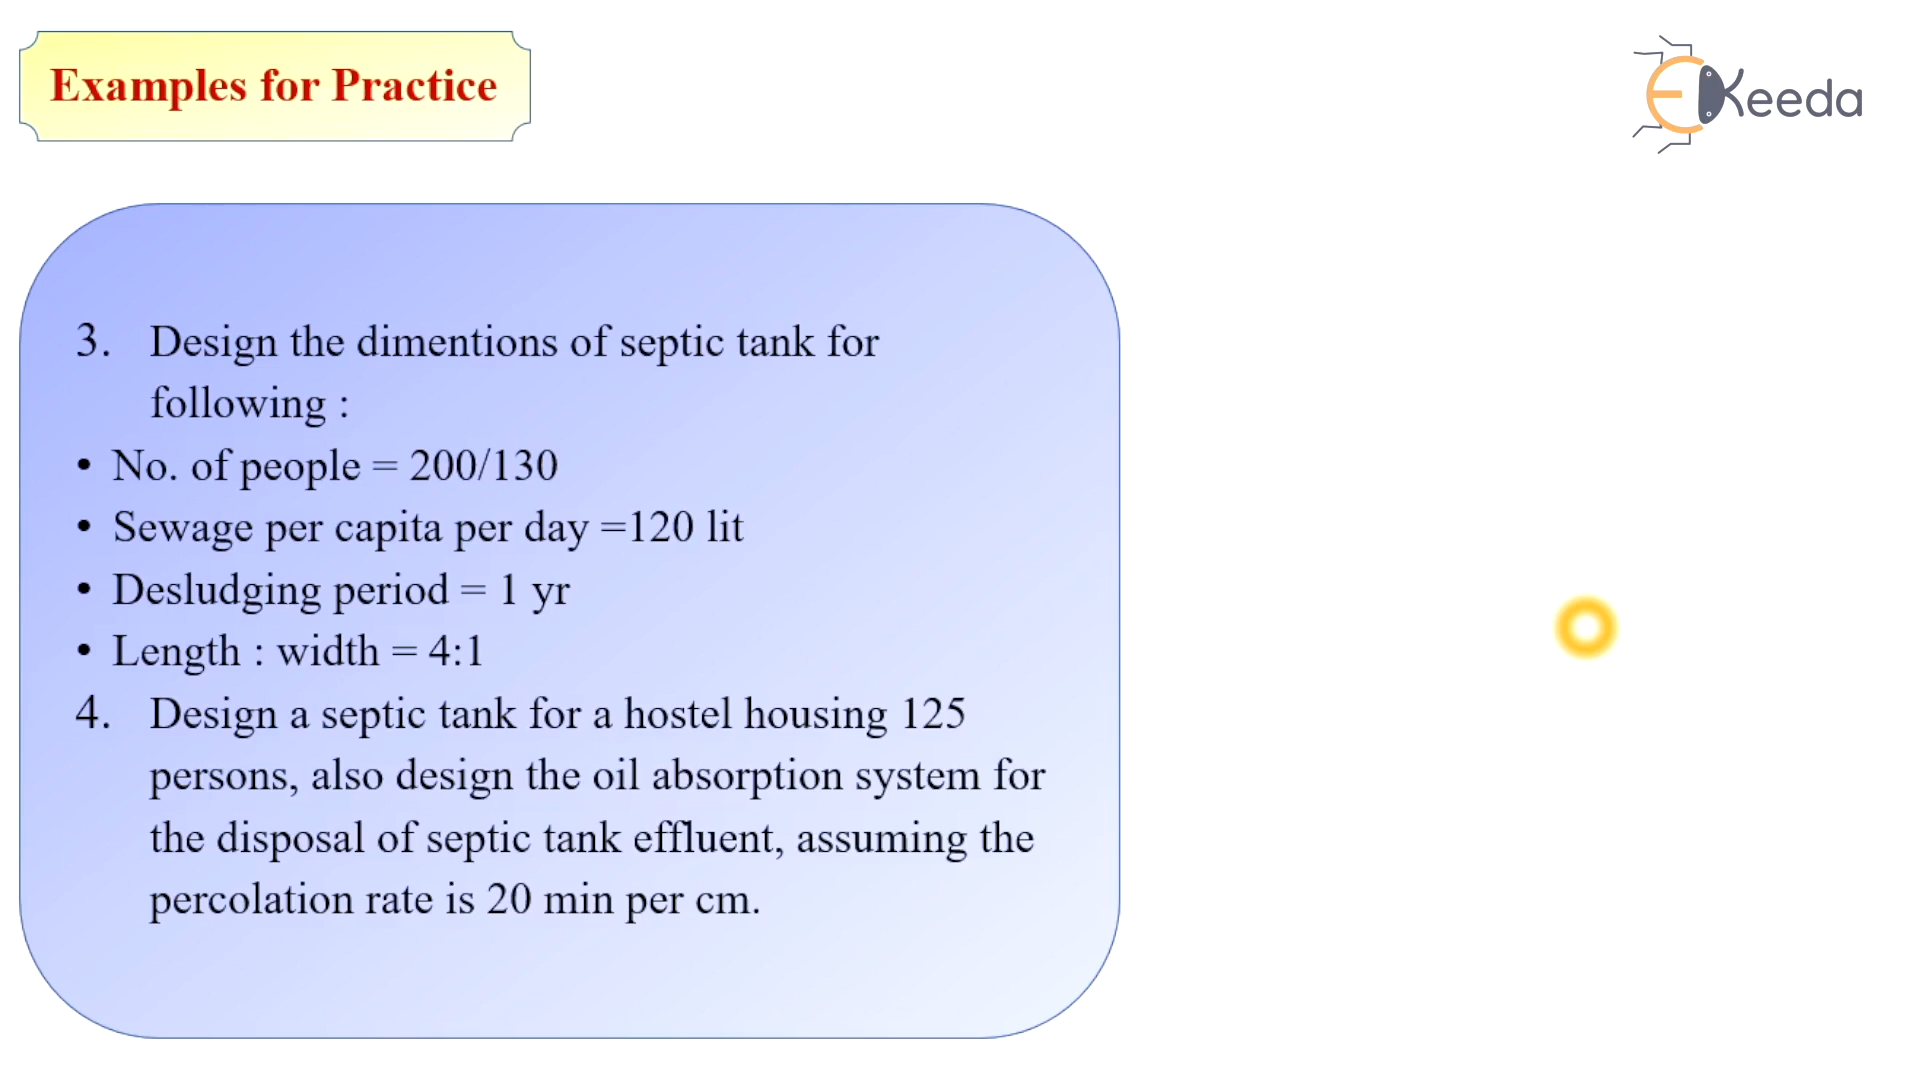 Examples for Practice
EKeeda
3. Design the dimentions of septic tank for
following :
• No. of people = 200/130
• Sewage per capita per day =120 lit
• Desludging period = 1 yr
• Length : width = 4:1
4. Design a septic tank for a hostel housing 125
persons, also design the oil absorption system for
the disposal of septic tank effluent, assuming the
percolation rate is 20 min per cm.